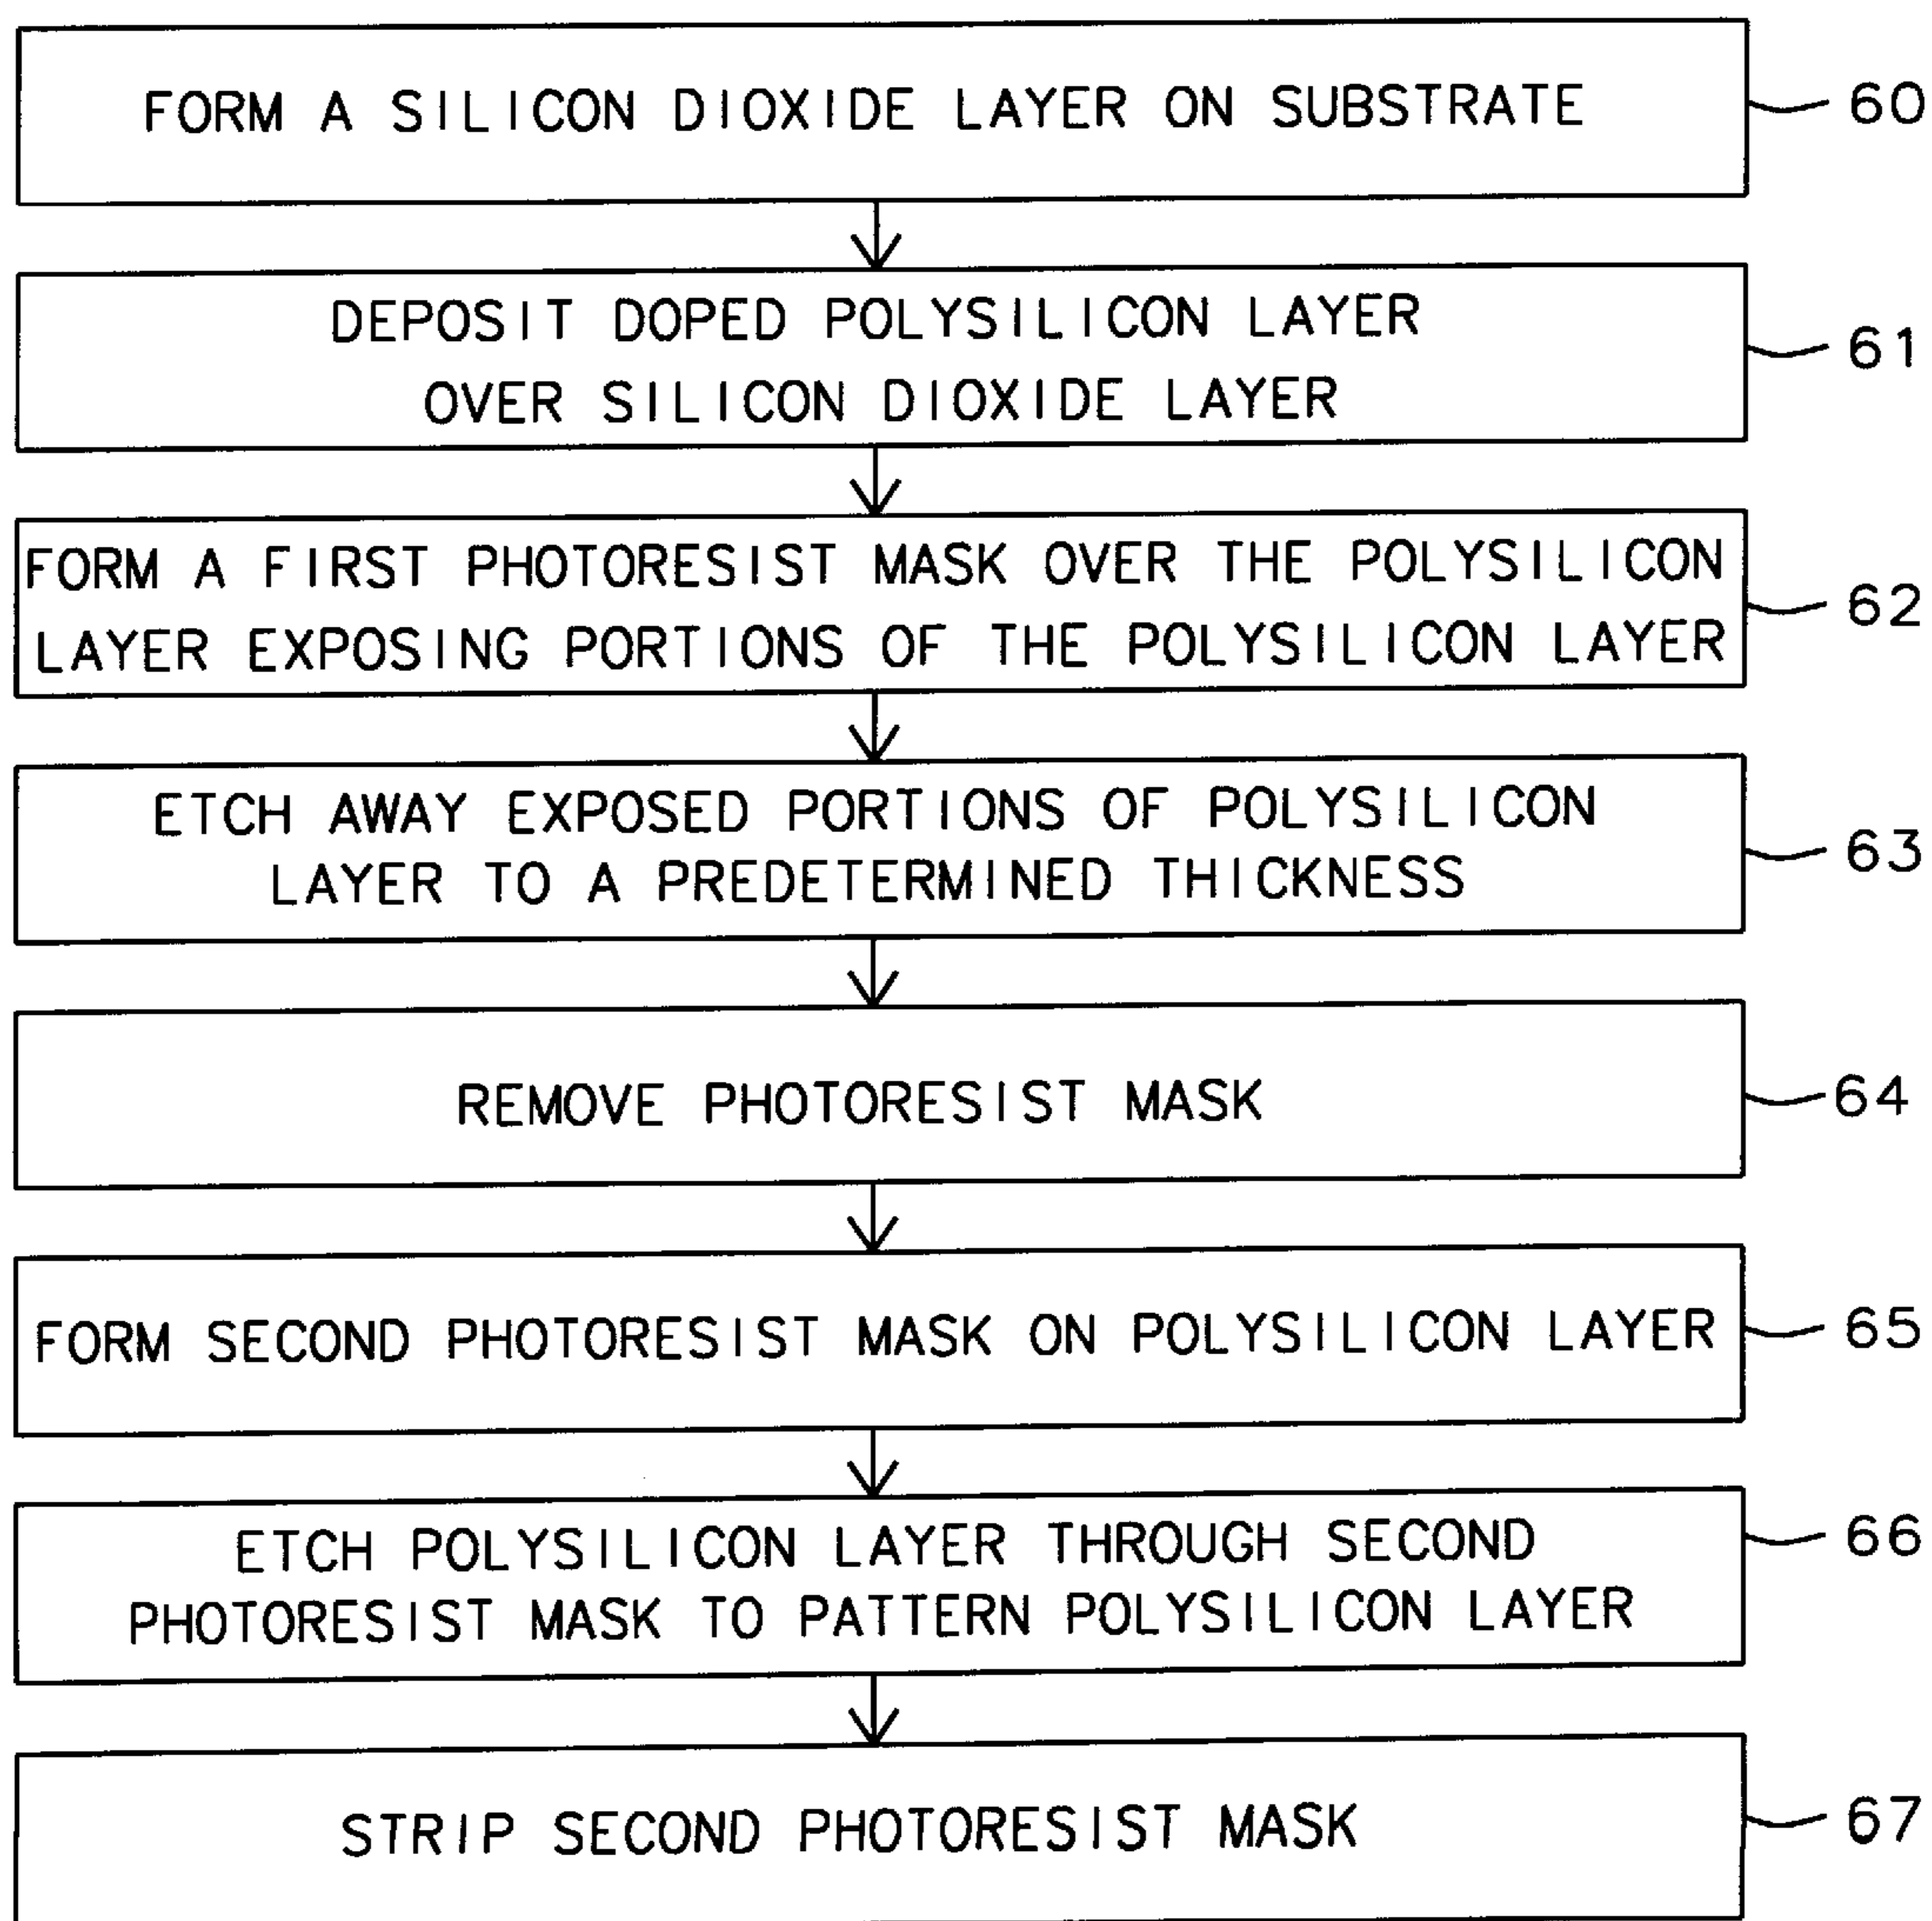 FORM A SILICON DIOXIDE LAYER ON SUBSTRATE
60
DEPOSIT DOPED POLYSILICON LAYER
OVER SILICON DIOXIDE LAYER
61
FORM A FIRST PHOTORESIST MASK OVER THE POLYSILICON
LAYER EXPOSING PORTIONS OF THE POLYSILICON LAYER
62
ETCH AWAY EXPOSED PORTIONS OF POLYSILICON
LAYER TO A PREDETERMINED THICKNESS
63
REMOVE PHOTORESIST MASK
64
FORM SECOND PHOTORESIST MASK ON POLYSILICON LAYER
65
ETCH POLYSILICON LAYER THROUGH SECOND
PHOTORESIST MASK TO PATTERN POLYSILICON LAYER
66
STRIP SECOND PHOTORESIST MASK
67